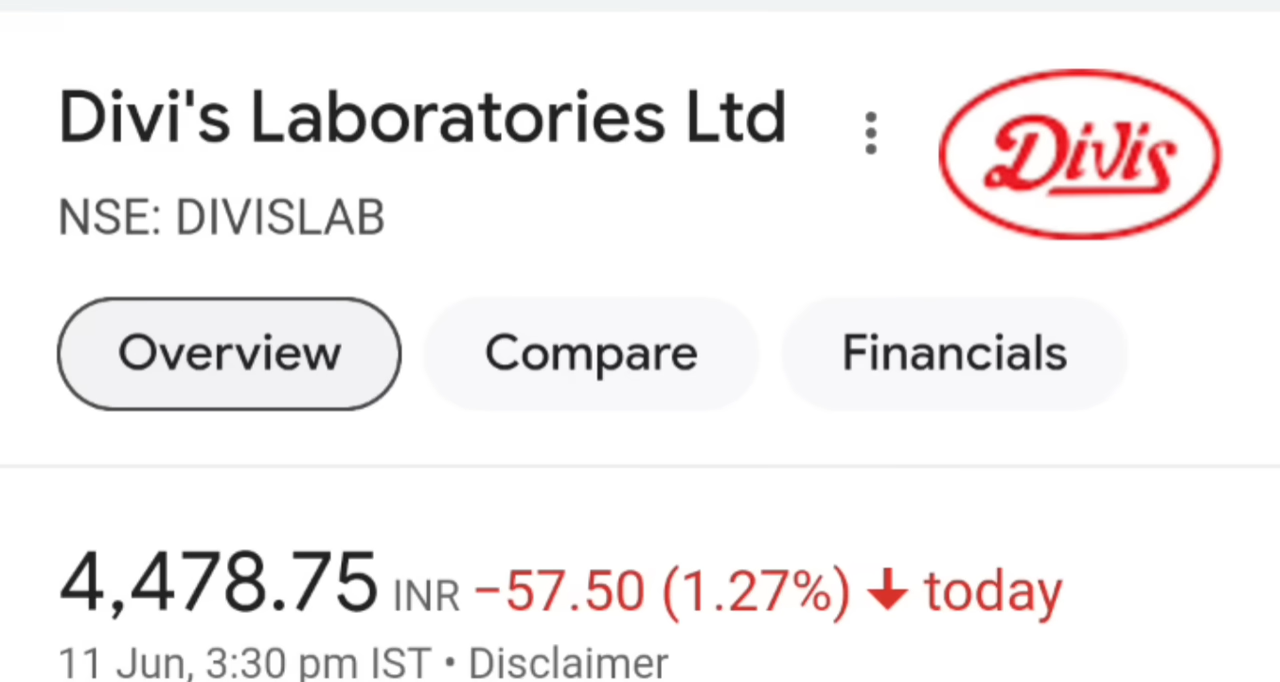 Divi's Laboratories Ltd
Divis
NSE: DIVISLAB
Overview Compare Financials
4,478.75 INR −57.50 (1.27%) ↓ today
11 Jun, 3:30 pm IST • Disclaimer